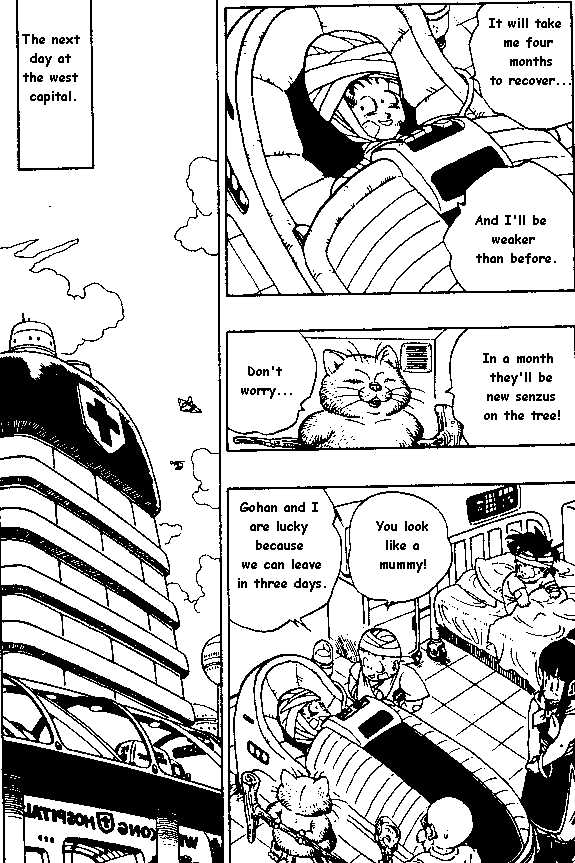 The next
day at
the west
capital.
HOSPITAL
It will take
me four
months
to recover...
And I'll be
weaker
than before.
Don't
worry...
In a month
they'll be
new senzus
on the tree!
Gohan and I
are lucky
because
we can leave
in three days.
You look
like a
mummy!